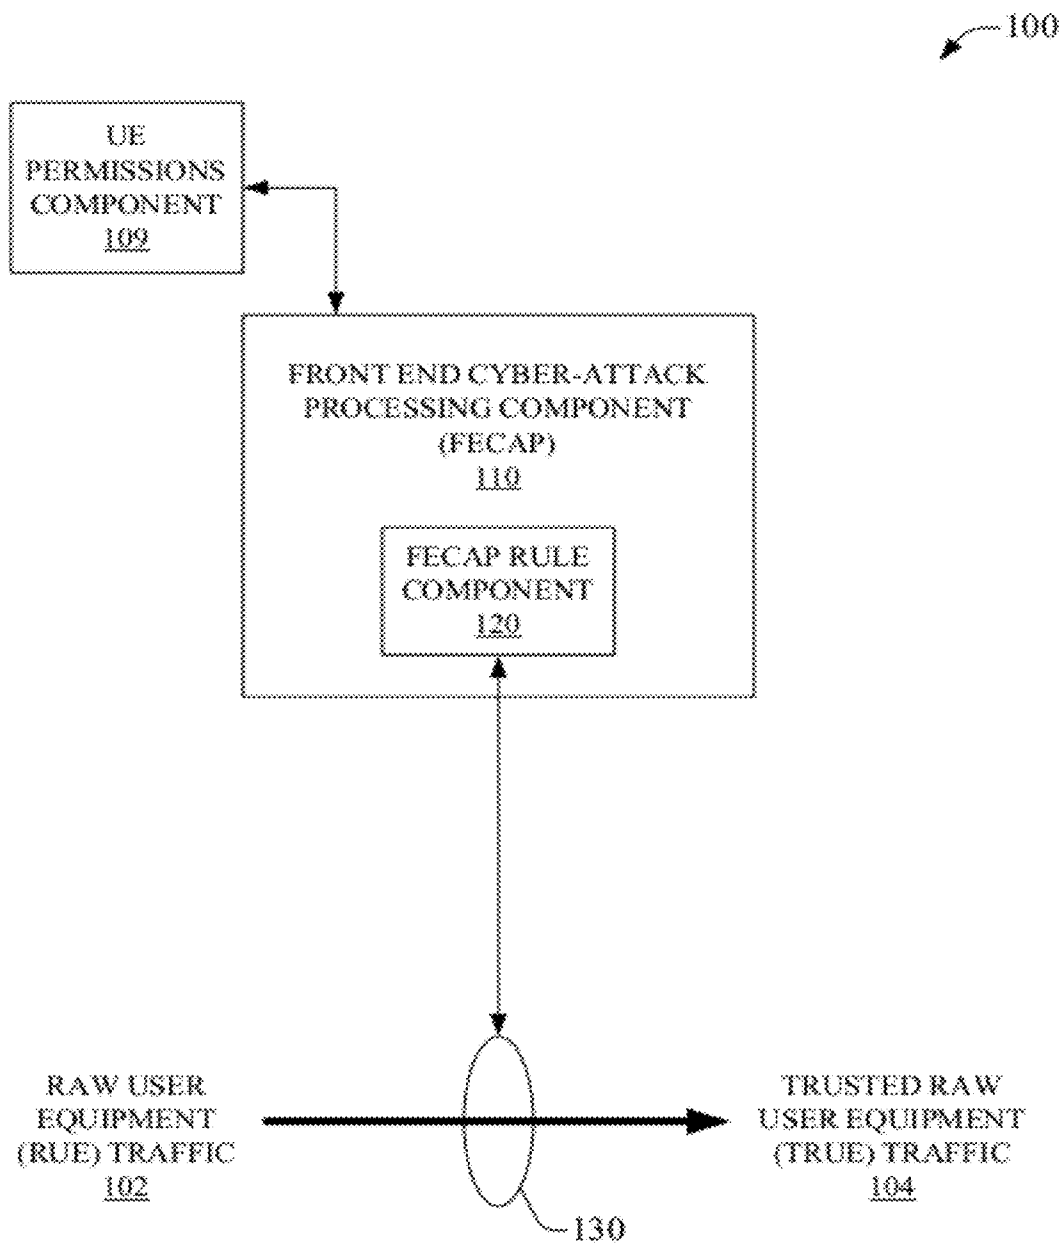 100
UE
PERMISSIONS
COMPONENT
109
FRONT END CYBER-ATTACK
PROCESSING COMPONENT
(FECAP)
110
FECAP RULE
COMPONENT
120
RAW USER
EQUIPMENT
(RUE) TRAFFIC
102
TRUSTED RAW
USER EQUIPMENT
(TRUE) TRAFFIC
104
130